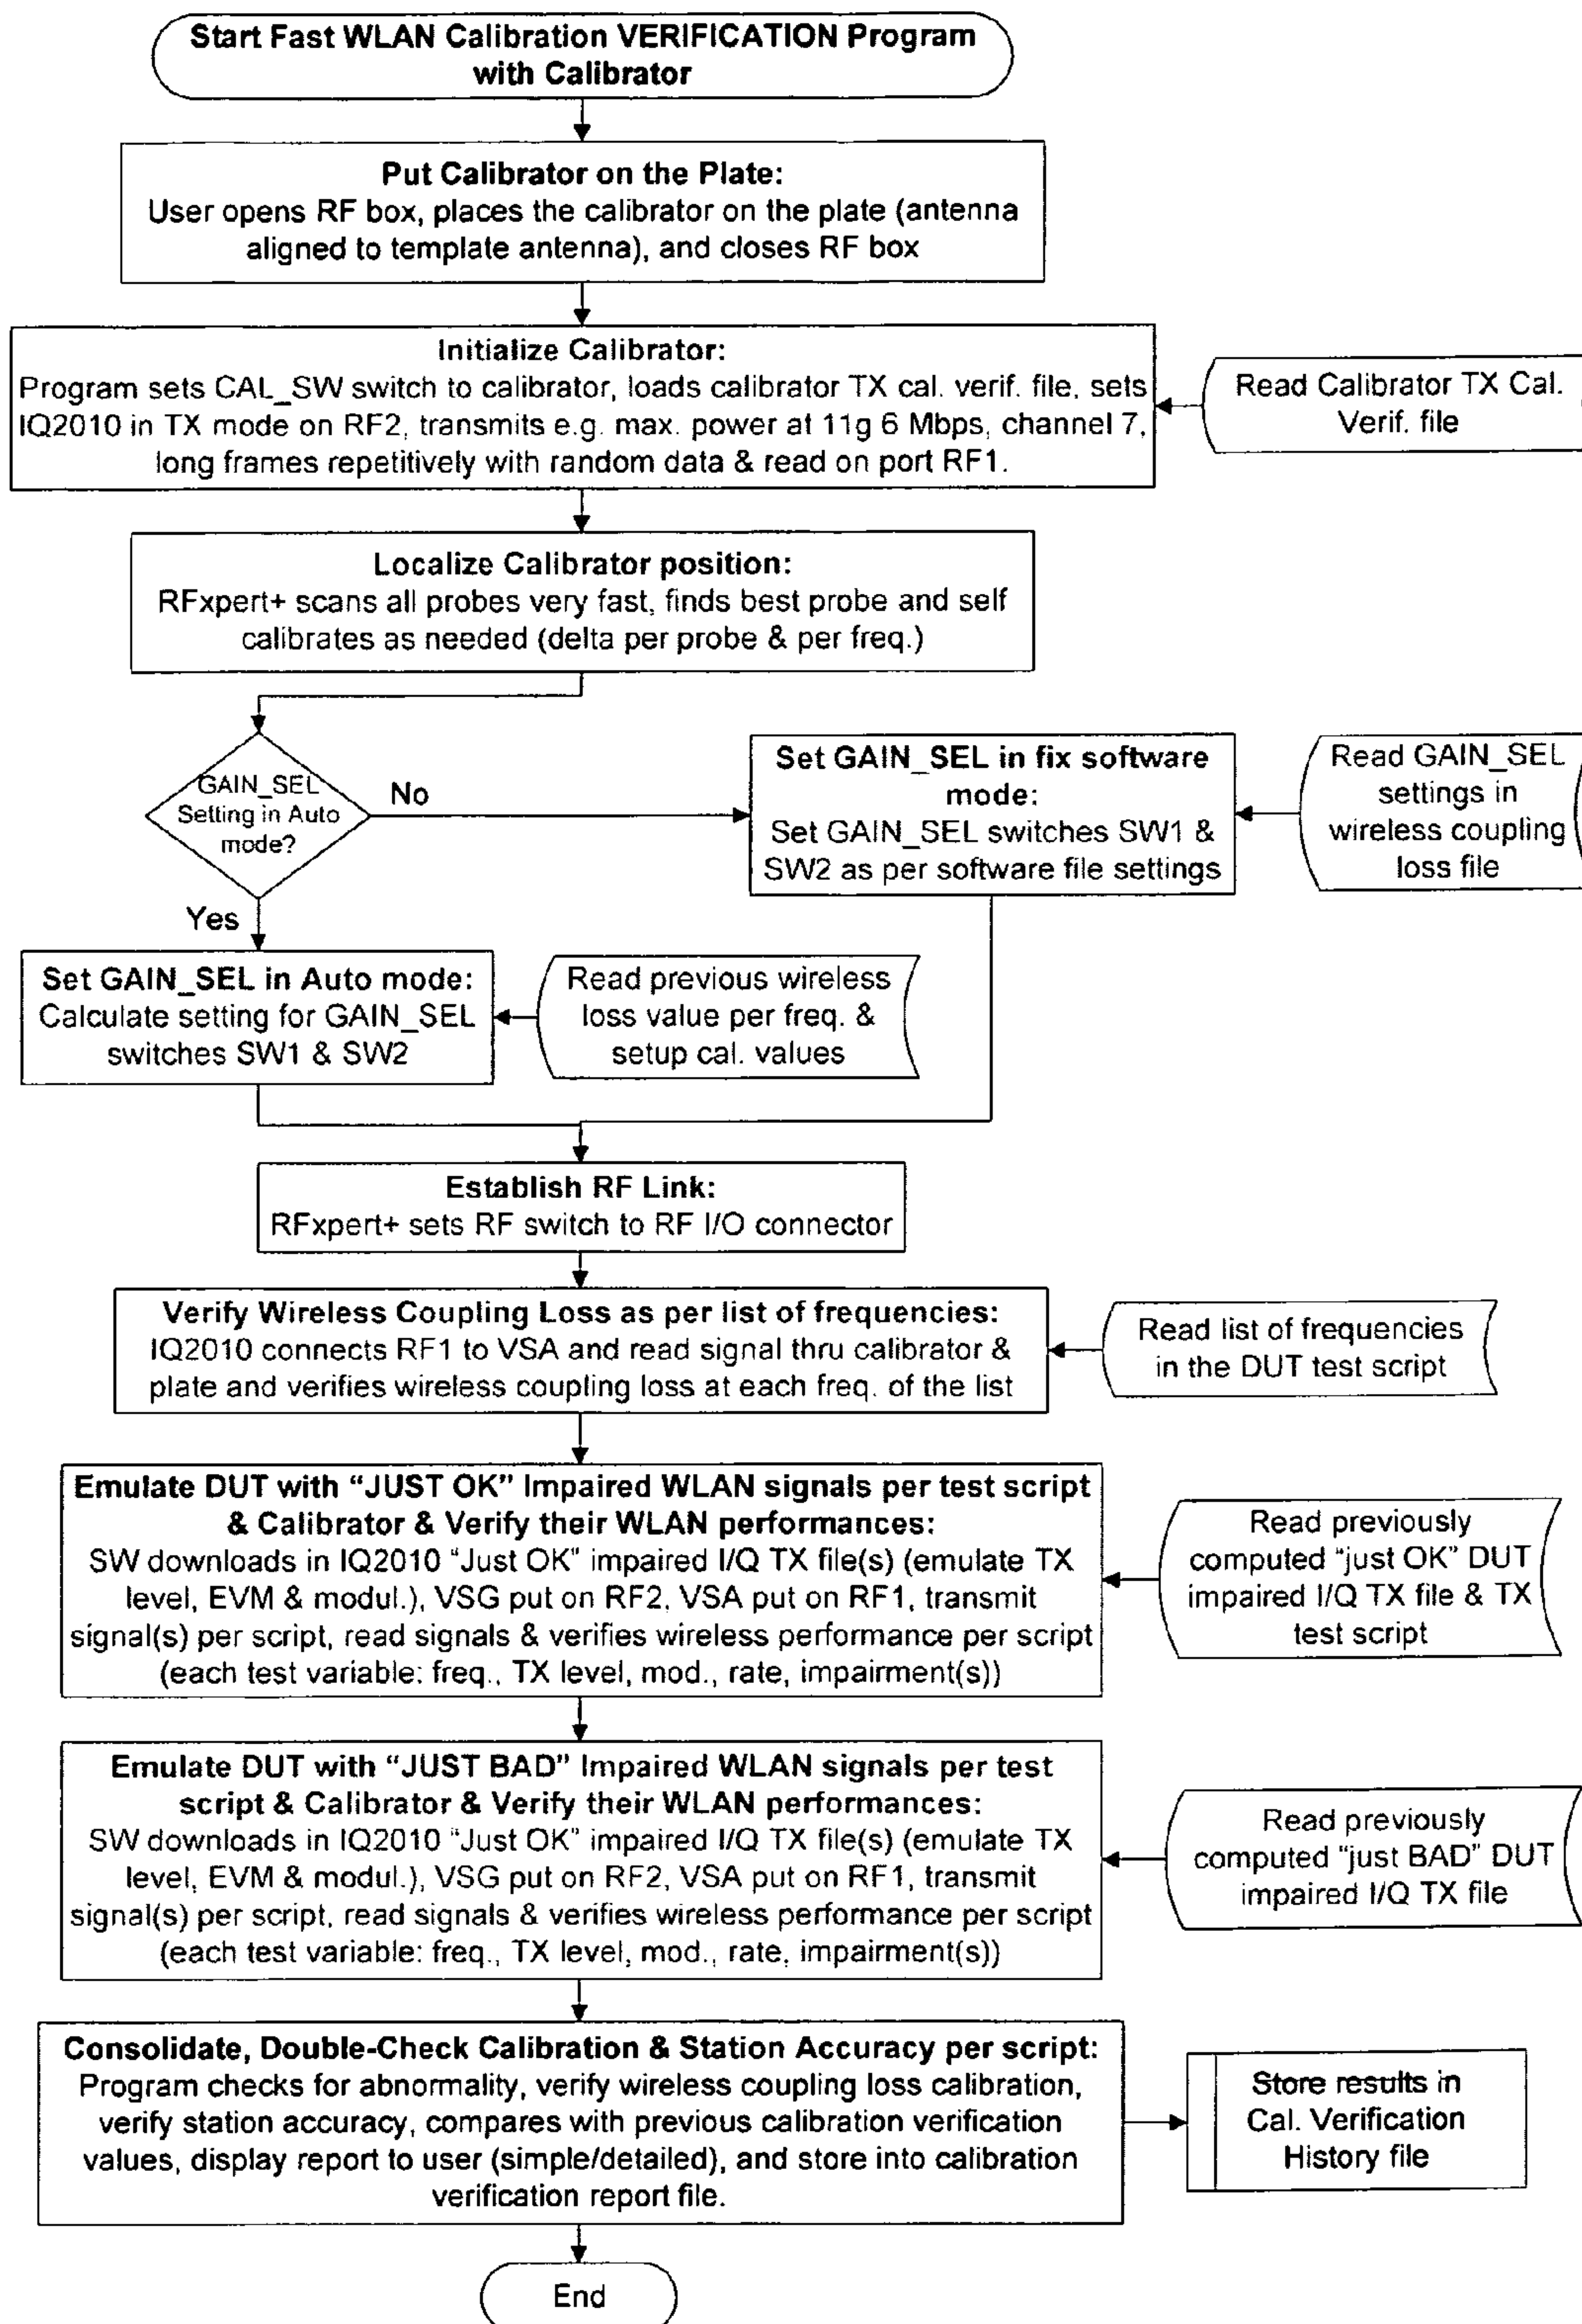 Start Fast WLAN Calibration VERIFICATION Program
with Calibrator
Put Calibrator on the Plate:
User opens RF box, places the calibrator on the plate (antenna
aligned to template antenna), and closes RF box
Initialize Calibrator:
Program sets CAL_SW switch to calibrator, loads calibrator TX cal. verif. file, sets
IQ2010 in TX mode on RF2, transmits e.g. max. power at 11g 6 Mbps, channel 7,
long frames repetitively with random data & read on port RF1.
Read Calibrator TX Cal.
Verif. file
Localize Calibrator position:
RFxpert+ scans all probes very fast, finds best probe and self
calibrates as needed (delta per probe & per freq.)
GAIN_SEL
Setting in Auto
mode?
No
Set GAIN_SEL in fix software
mode:
Set GAIN_SEL switches SW1 &
SW2 as per software file settings
Read GAIN_SEL
settings in
wireless coupling
loss file
Yes
Set GAIN_SEL in Auto mode:
Calculate setting for GAIN_SEL
switches SW1 & SW2
Read previous wireless
loss value per freq. &
setup cal. values
Establish RF Link:
RFxpert+ sets RF switch to RF I/O connector
Verify Wireless Coupling Loss as per list of frequencies:
IQ2010 connects RF1 to VSA and read signal thru calibrator &
plate and verifies wireless coupling loss at each freq. of the list
Read list of frequencies
in the DUT test script
Emulate DUT with “JUST OK” Impaired WLAN signals per test script
& Calibrator & Verify their WLAN performances:
SW downloads in IQ2010 “Just OK” impaired I/Q TX file(s) (emulate TX
level, EVM & modul.), VSG put on RF2, VSA put on RF1, transmit
signal(s) per script, read signals & verifies wireless performance per script
(each test variable: freq., TX level, mod., rate, impairment(s))
Read previously
computed “just OK” DUT
impaired I/Q TX file & TX
test script
Emulate DUT with “JUST BAD” Impaired WLAN signals per test
script & Calibrator & Verify their WLAN performances:
SW downloads in IQ2010 “Just OK” impaired I/Q TX file(s) (emulate TX
level, EVM & modul.), VSG put on RF2, VSA put on RF1, transmit
signal(s) per script, read signals & verifies wireless performance per script
(each test variable: freq., TX level, mod., rate, impairment(s))
Read previously
computed “just BAD” DUT
impaired I/Q TX file
Consolidate, Double-Check Calibration & Station Accuracy per script:
Program checks for abnormality, verify wireless coupling loss calibration,
verify station accuracy, compares with previous calibration verification
values, display report to user (simple/detailed), and store into calibration
verification report file.
Store results in
Cal. Verification
History file
End